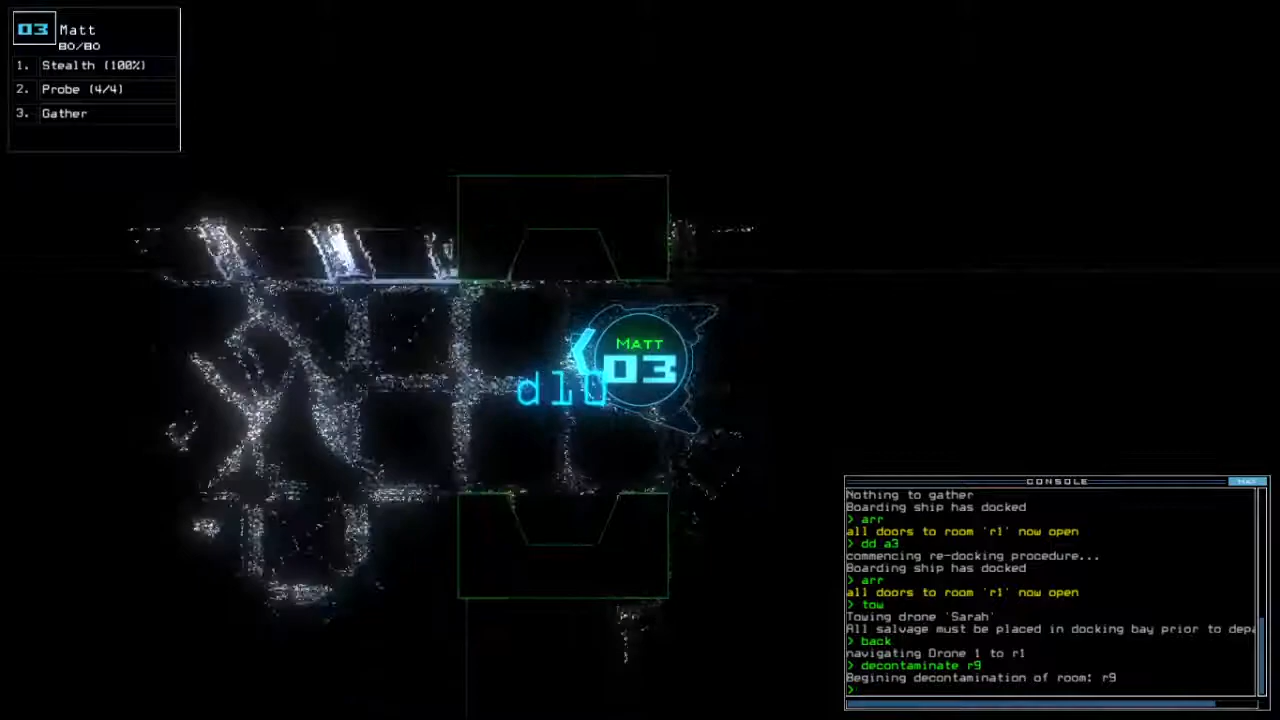 03 Matt
80/80
1. Stealth (100%)
2. Probe (4/4)
3. Gather
MATT
03
CONSOLE
Nothing to gather
Boarding ship has docked
> arr
all doors to room 'r1' now open
> dd a3
commencing re-docking procedure...
Boarding ship has docked
> arr
all doors to room 'r1' now open
> tow
Towing drone 'Sarah'
All salvage must be placed in docking bay prior to depa
> back
navigating Drone 1 to r1
> decontaminate r9
Begining decontamination of room: r9
>